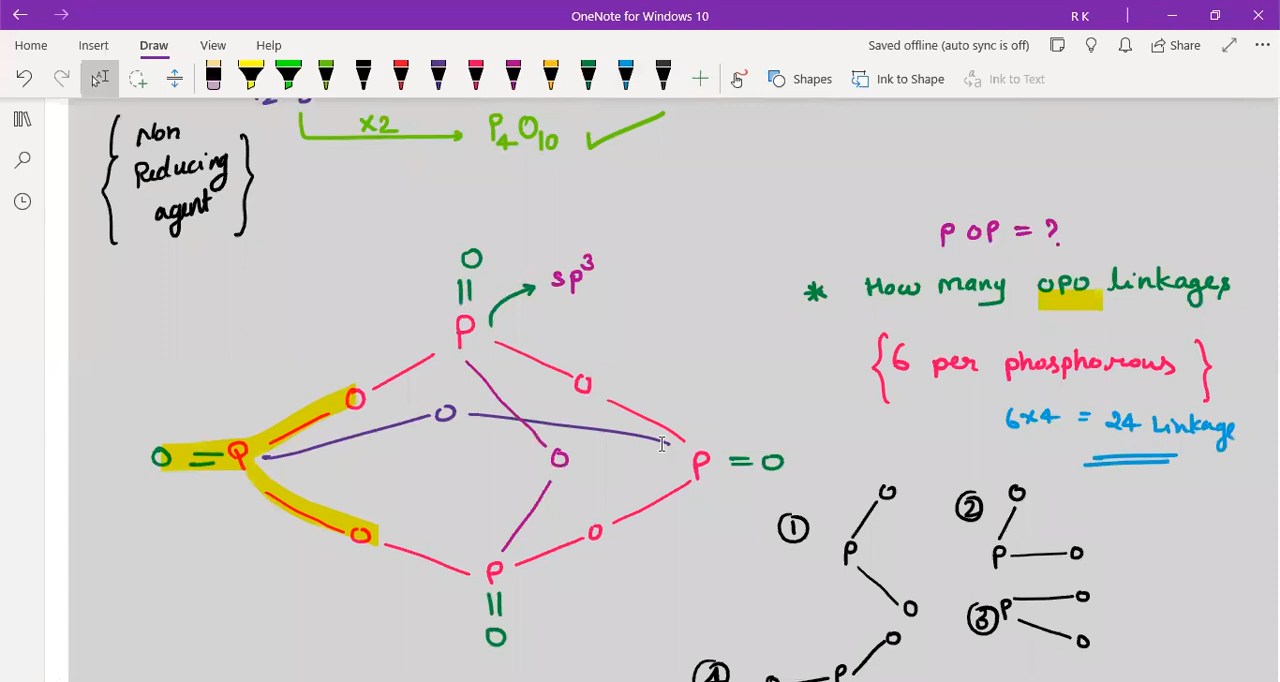 OneNote for Windows 10
R K
Home Insert Draw View Help
Saved offline (auto sync is off)
Share
Shapes
Ink to Shape
Ink to Text
Non
Reducing
agent
x2
P4O10
POP = ?
* How many OPO linkages
{6 per phosphorous}
6x4 = 24 Linkage
O
||
P
sp³
O
O
O
O = P
O
P = O
O
O
P
||
O
① O
P
O
② O
P O
③ P O
O
④ O
P